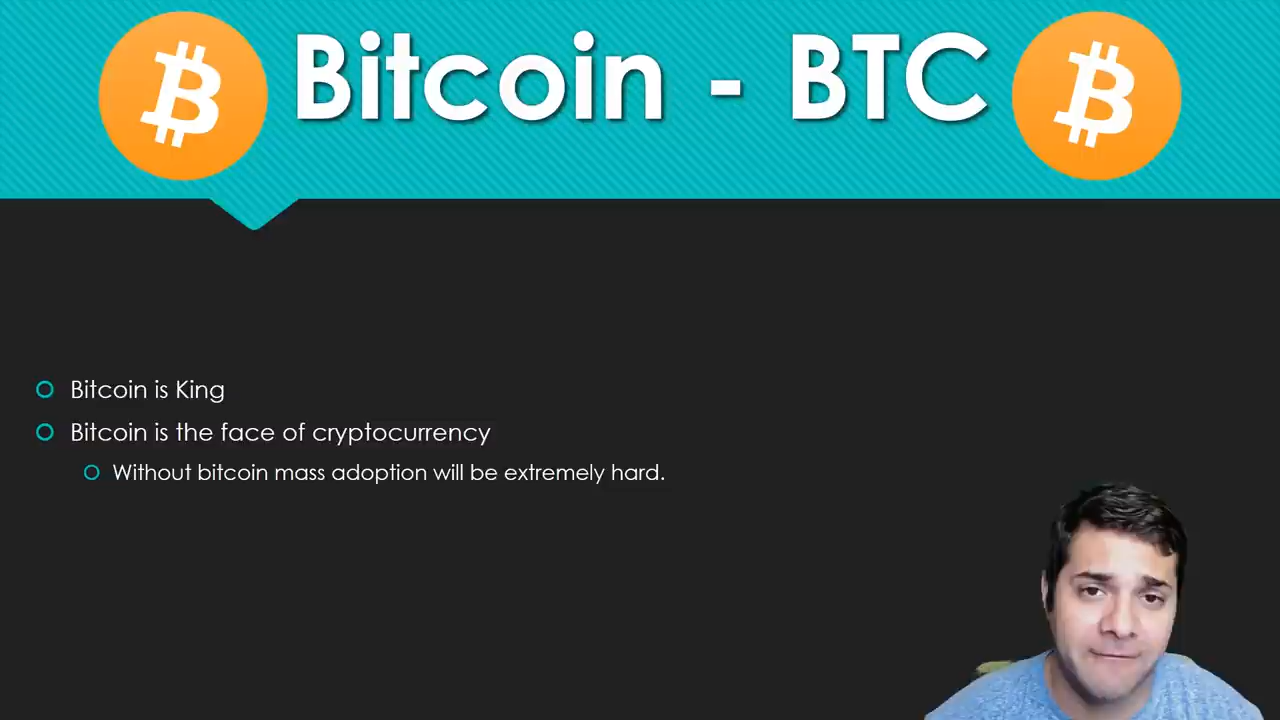 Bitcoin - BTC
Bitcoin is King
Bitcoin is the face of cryptocurrency
Without bitcoin mass adoption will be extremely hard.